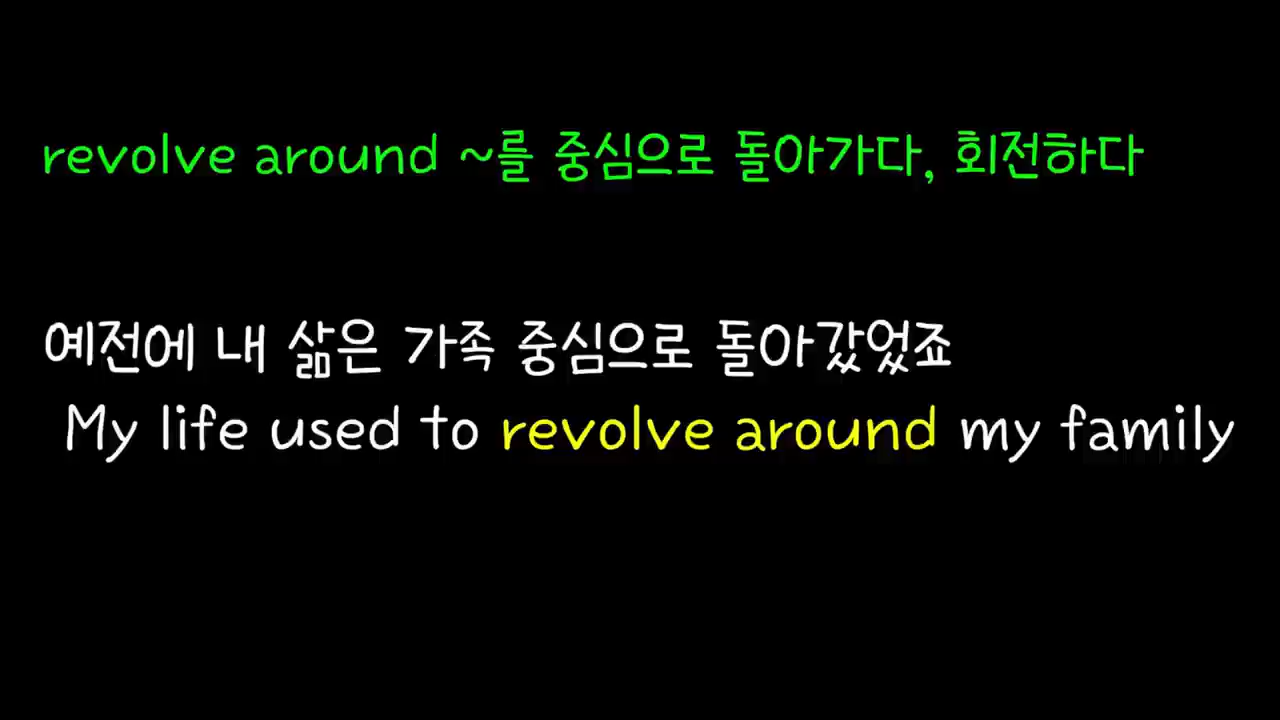 revolve around ~를 중심으로 돌아가다, 회전하다
예전에 내 삶은 가족 중심으로 돌아갔었죠
My life used to revolve around my family